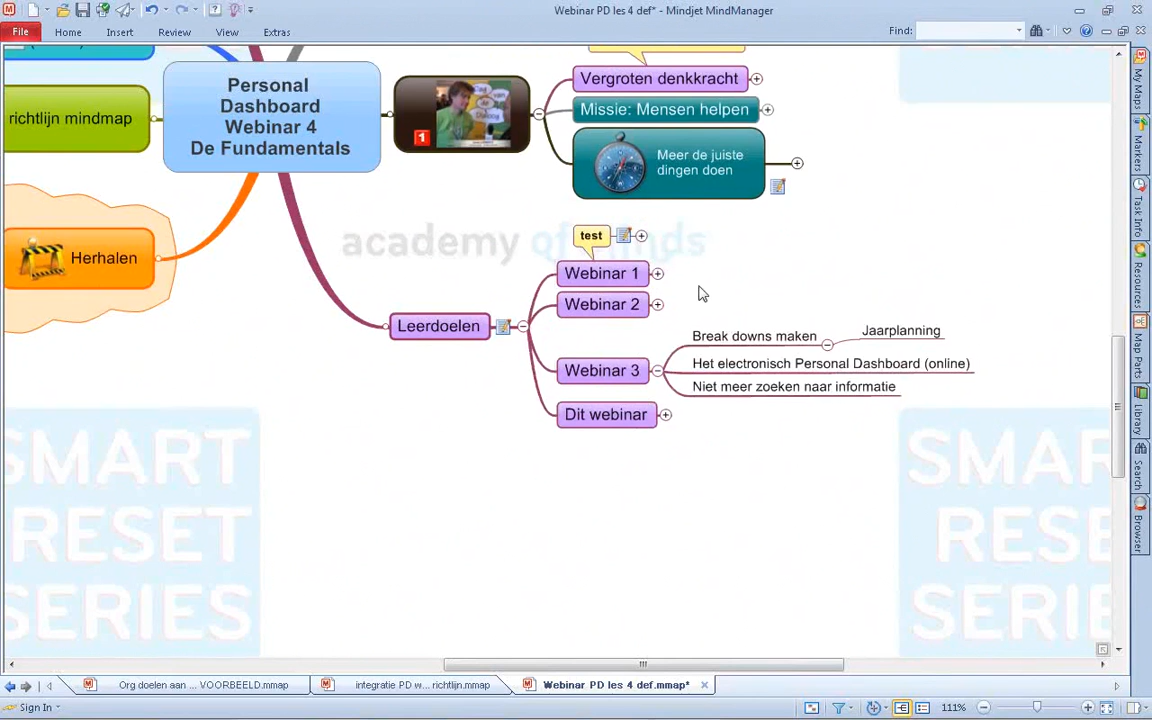 Webinar PD les 4 def* - Mindjet MindManager
File Home Insert Review View Extras Find:
Personal
Dashboard
Webinar 4
De Fundamentals
richtlijn mindmap
Herhalen
1
Vergroten denkkracht
Missie: Mensen helpen
Meer de juiste
dingen doen
academy of minds
test
Webinar 1
Webinar 2
Leerdoelen
Webinar 3
Break downs maken
Jaarplanning
Het electronisch Personal Dashboard (online)
Niet meer zoeken naar informatie
Dit webinar
SMART
RESET
SERIES
SMART
RESE
SERIE
My Maps
Markers
Task Info
Resources
Map Parts
Library
Search
Browser
Org doelen aan ... VOORBEELD.mmap
integratie PD w... richtlijn.mmap
Webinar PD les 4 def.mmap*
Sign In
111%